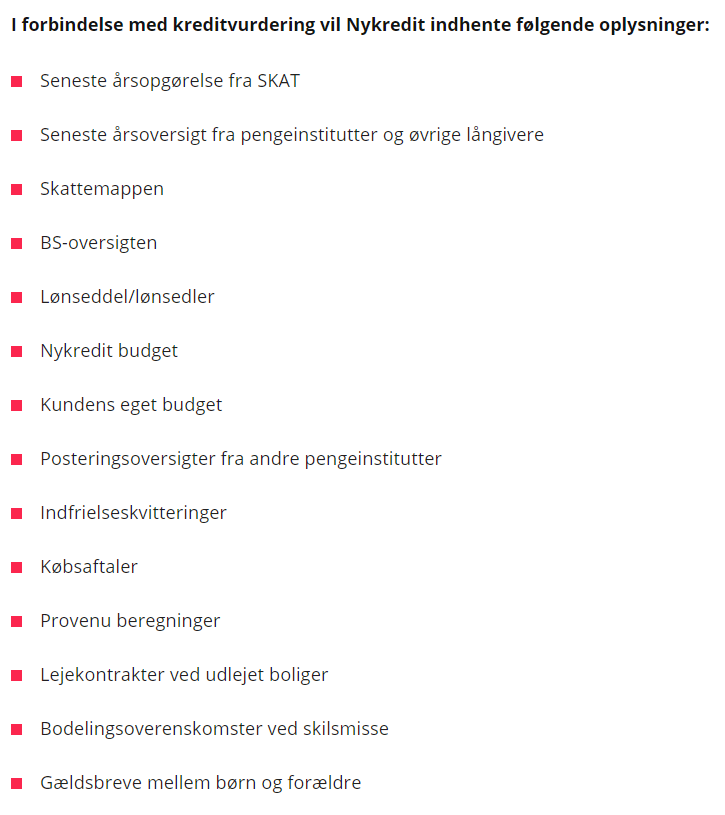 I forbindelse med kreditvurdering vil Nykredit indhente følgende oplysninger:
Seneste årsopgørelse fra SKAT
Seneste årsoversigt fra pengeinstitutter og øvrige långivere
Skattemappen
BS-oversigten
Lønseddel/lønsedler
Nykredit budget
Kundens eget budget
Posteringsoversigter fra andre pengeinstitutter
Indfrielseskvitteringer
Købsaftaler
Provenu beregninger
Lejekontrakter ved udlejet boliger
Bodelingsoverenskomster ved skilsmisse
Gældsbreve mellem børn og forældre